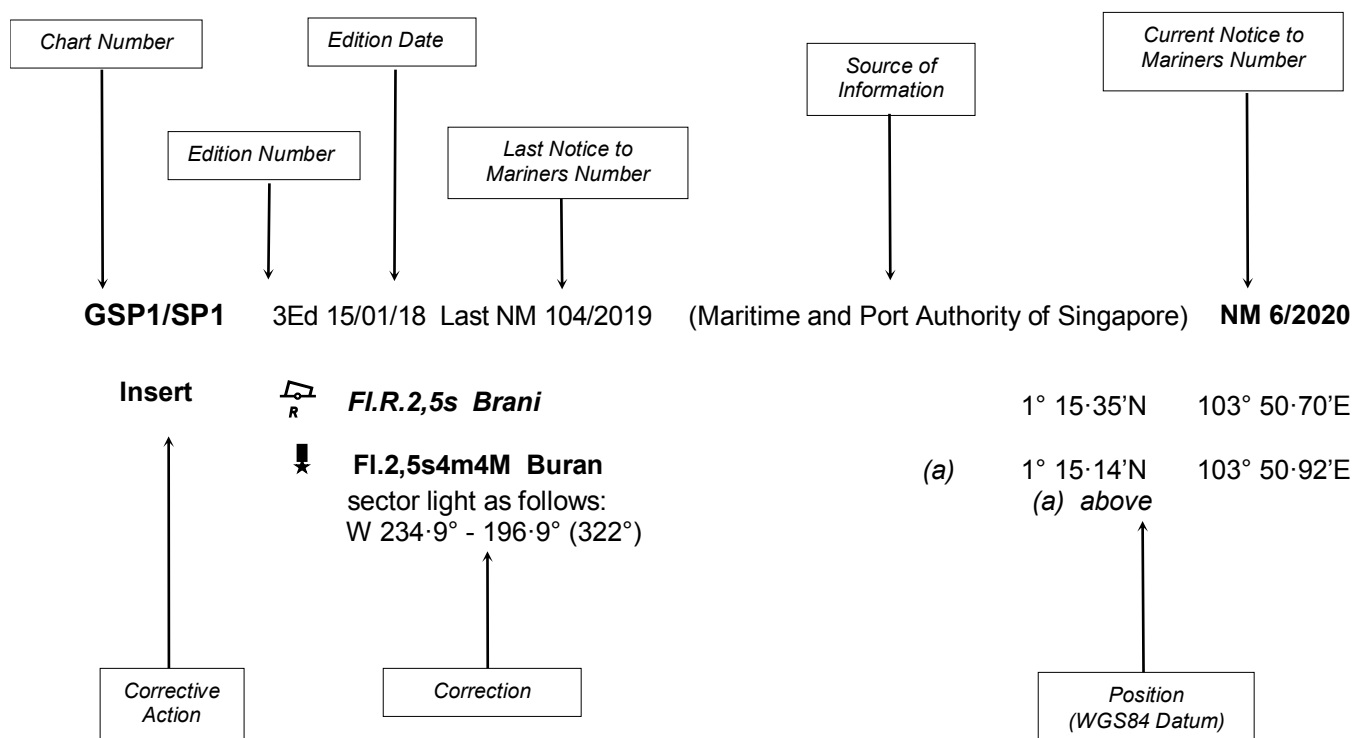 Chart Number
Edition Date
Source of
Information
Current Notice to
Mariners Number
Edition Number
Last Notice to
Mariners Number
GSP1/SP1 3Ed 15/01/18 Last NM 104/2019 (Maritime and Port Authority of Singapore) NM 6/2020
Insert R Fl.R.2,5s Brani 1° 15·35’N 103° 50·70’E
Fl.2,5s4m4M Buran (a) 1° 15·14’N 103° 50·92’E
sector light as follows: (a) above
W 234·9° - 196·9° (322°)
Corrective
Action
Correction
Position
(WGS84 Datum)